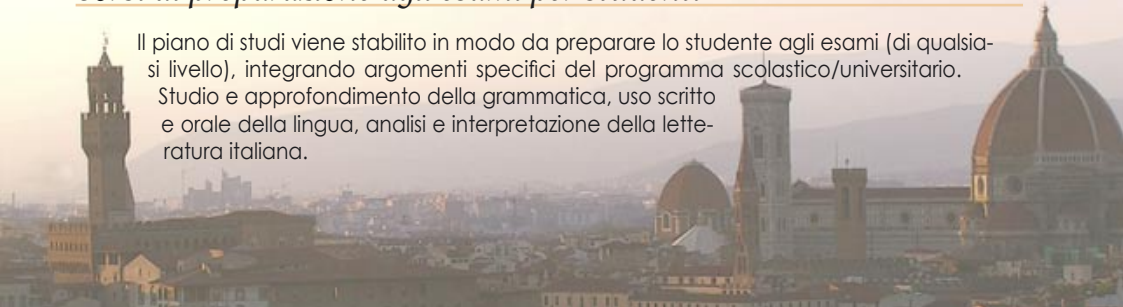 Il piano di studi viene stabilito in modo da preparare lo studente agli esami (di qualsia-
si livello), integrando argomenti specifici del programma scolastico/universitario.
Studio e approfondimento della grammatica, uso scritto
e orale della lingua, analisi e interpretazione della lette-
ratura italiana.